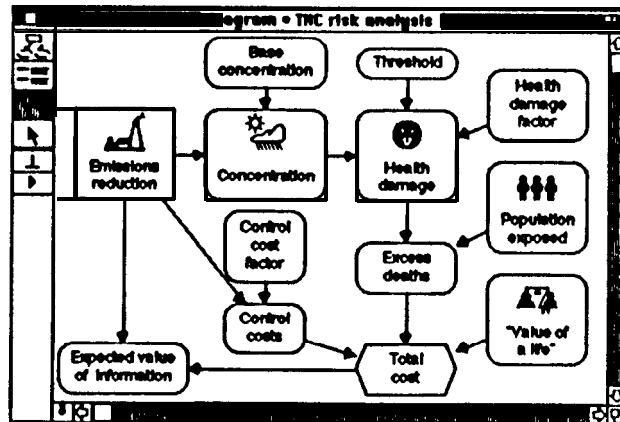 agram • TNC risk analysis
Base
concentration
Threshold
Health
damage
factor
Emissions
reduction
Concentration
Health
damage
Population
exposed
Control
cost
factor
Excess
deaths
Control
costs
"Value of
a life"
Expected value
of information
Total
cost